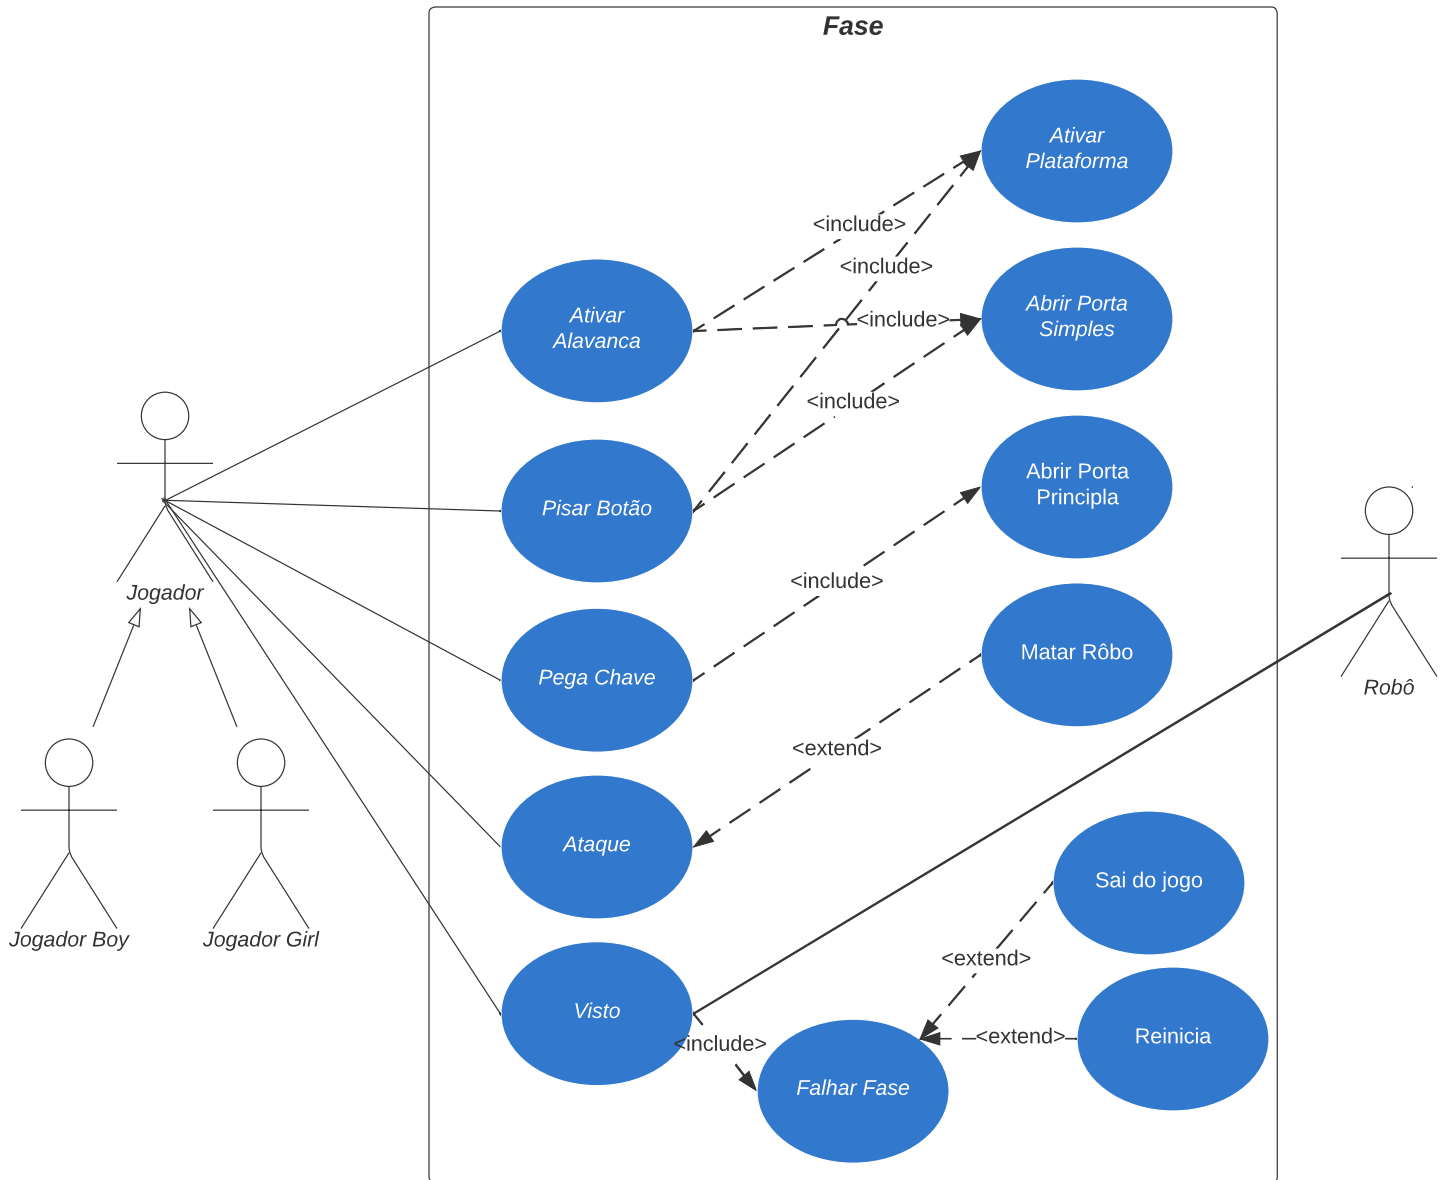 Fase
Ativar
Plataforma
<include>
<include>
Ativar
Alavanca
Abrir Porta
Simples
<include>
<include>
Pisar Botão
Abrir Porta
Principla
<include>
Jogador
Pega Chave
Matar Rôbo
Robô
<extend>
Ataque
Sai do jogo
Jogador Boy
Jogador Girl
<extend>
Visto
<include>
<extend>
Reinicia
Falhar Fase